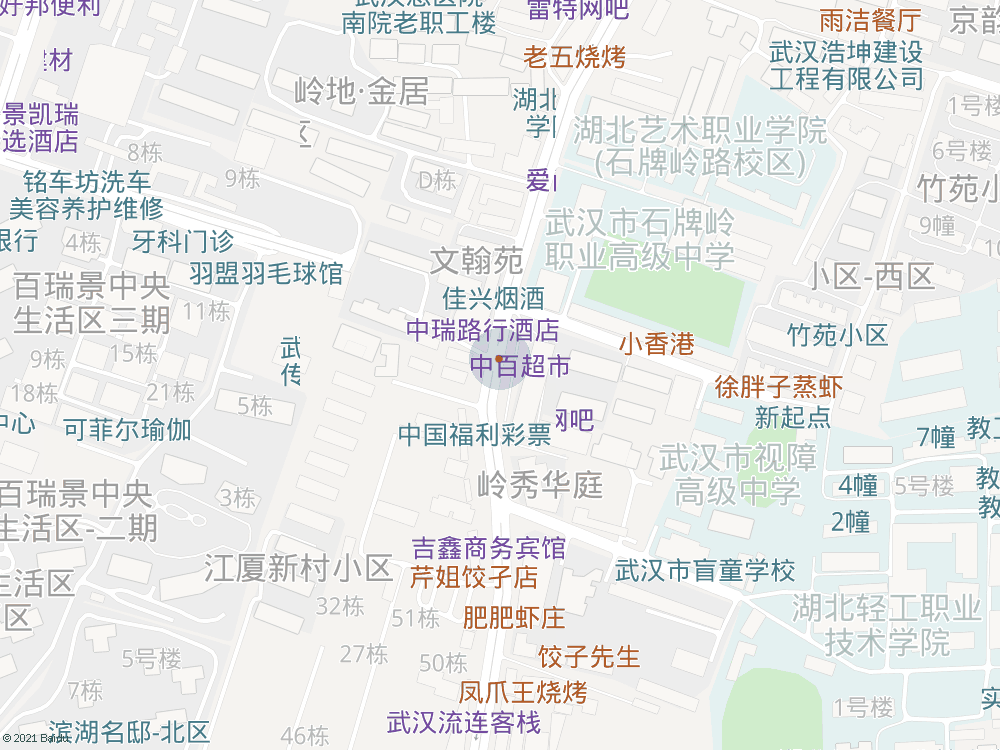 好邦便利
武汉急救医院
南院老职工楼
雷特网吧
雨洁餐厅
京韵
建材
老五烧烤
武汉浩坤建设
工程有限公司
岭地·金居
湖北
学院
1号楼
景凯瑞
选酒店
湖北艺术职业学院
(石牌岭路校区)
8栋
6号楼
铭车坊洗车
美容养护维修
9栋
D栋
竹苑小
银行
4栋
牙科门诊
武汉市石牌岭
职业高级中学
9幢
文翰苑
羽盟羽毛球馆
小区-西区
百瑞景中央
生活区三期
佳兴烟酒
11栋
中瑞路行酒店
小香港
竹苑小区
9栋
15栋
武
传
中百超市
18栋
21栋
徐胖子蒸虾
5栋
新起点
中心
可菲尔瑜伽
中国福利彩票
网吧
7幢
教工
武汉市视障
高级中学
岭秀华庭
4幢
5号楼
教
教
百瑞景中央
生活区-二期
3栋
2幢
吉鑫商务宾馆
江厦新村小区
芹姐饺子店
武汉市盲童学校
生活区
区
32栋
51栋
肥肥虾庄
湖北轻工职业
技术学院
5号楼
27栋
50栋
饺子先生
7栋
凤爪王烧烤
1号楼
实
滨湖名邸-北区
46栋
武汉流连客栈
© 2021 Baidu